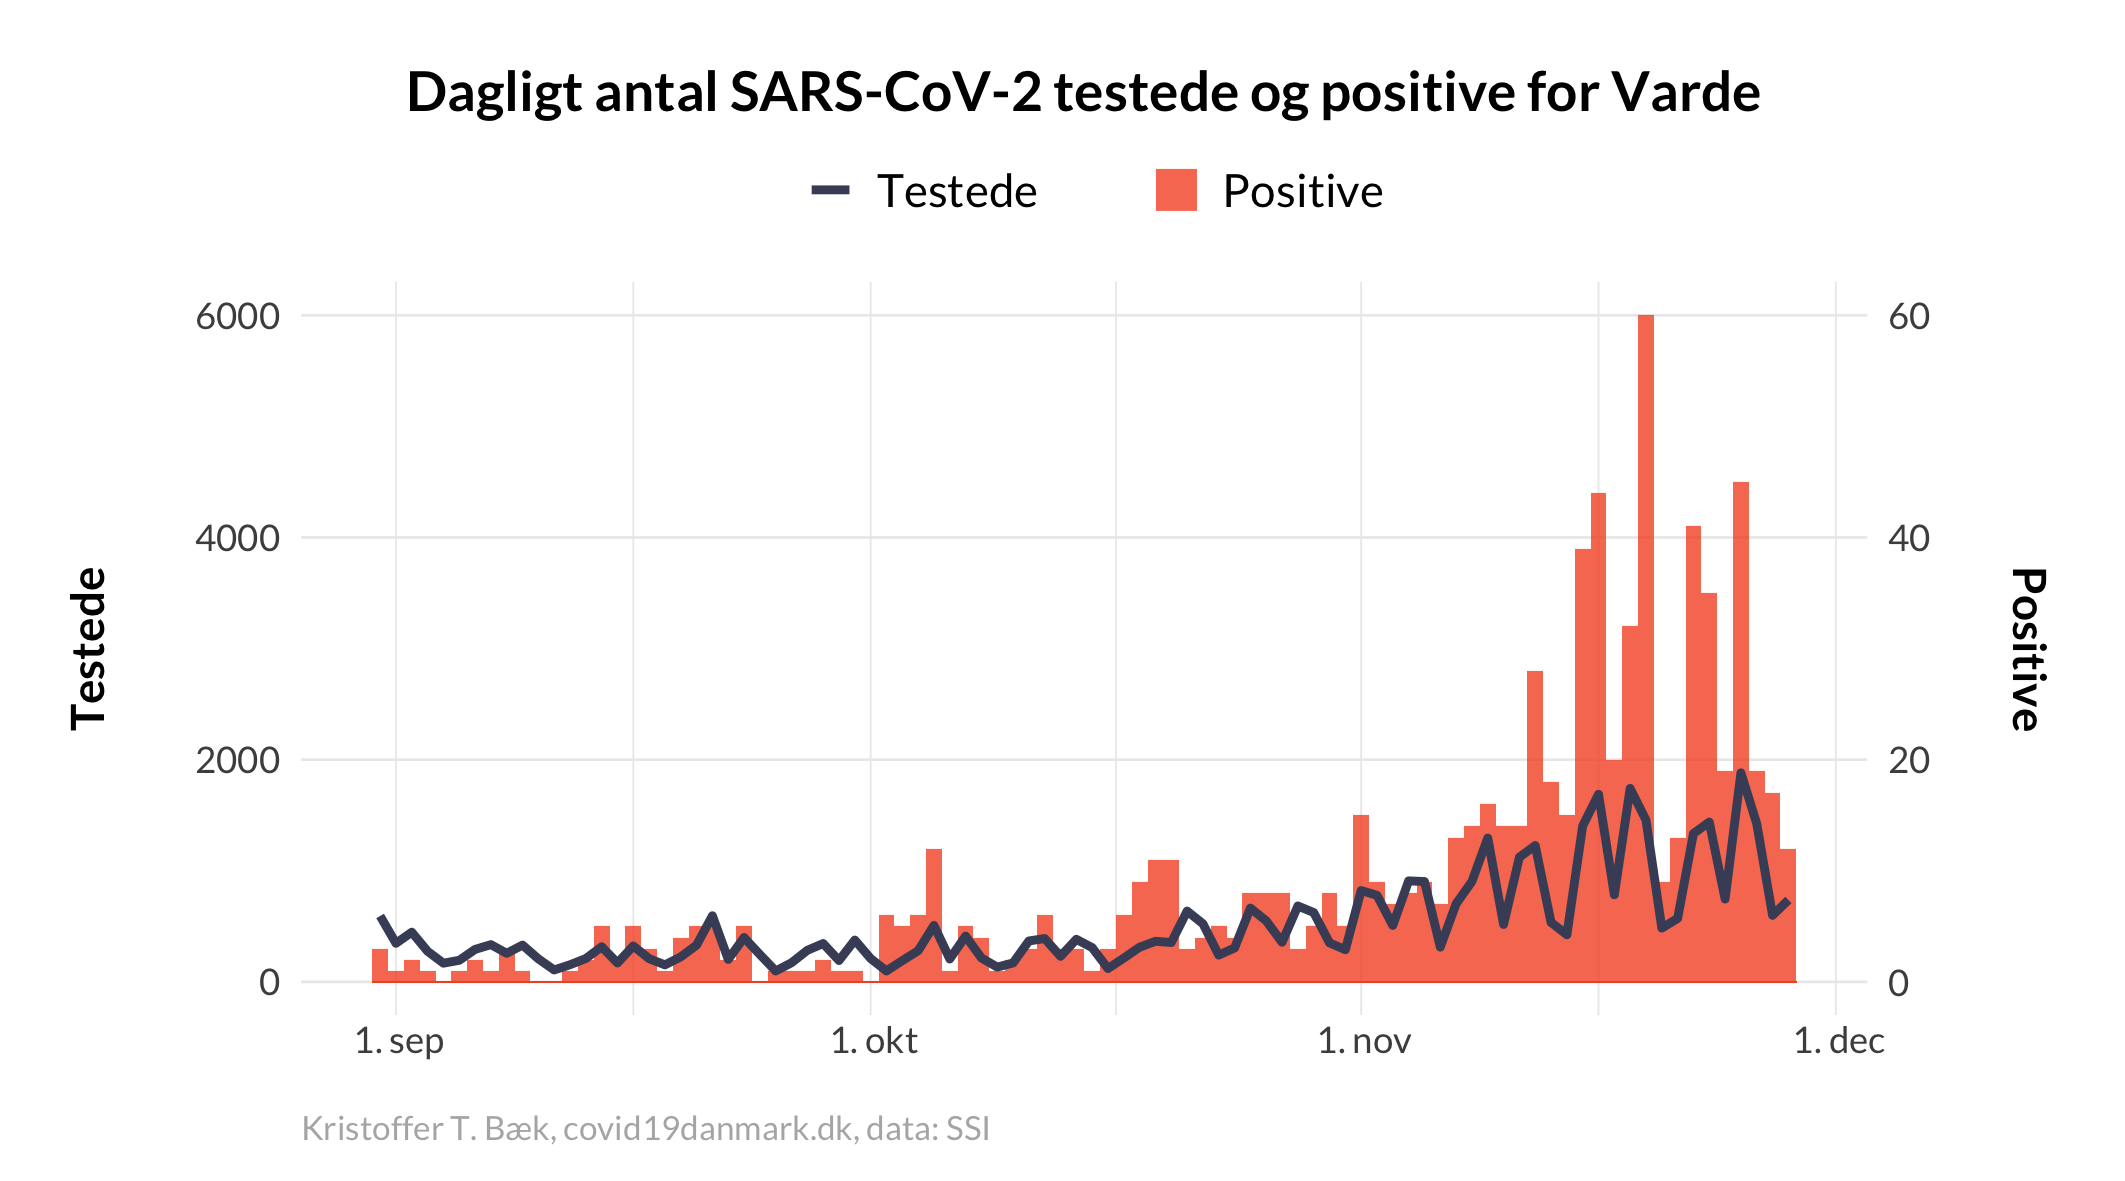 Dagligt antal SARS-CoV-2 testede og positive for Varde
Testede
Positive
6000
4000
2000
0
60
40
20
0
Testede
Positive
1. sep
1. okt
1. nov
1. dec
Kristoffer T. Bæk, covid19danmark.dk, data: SSI